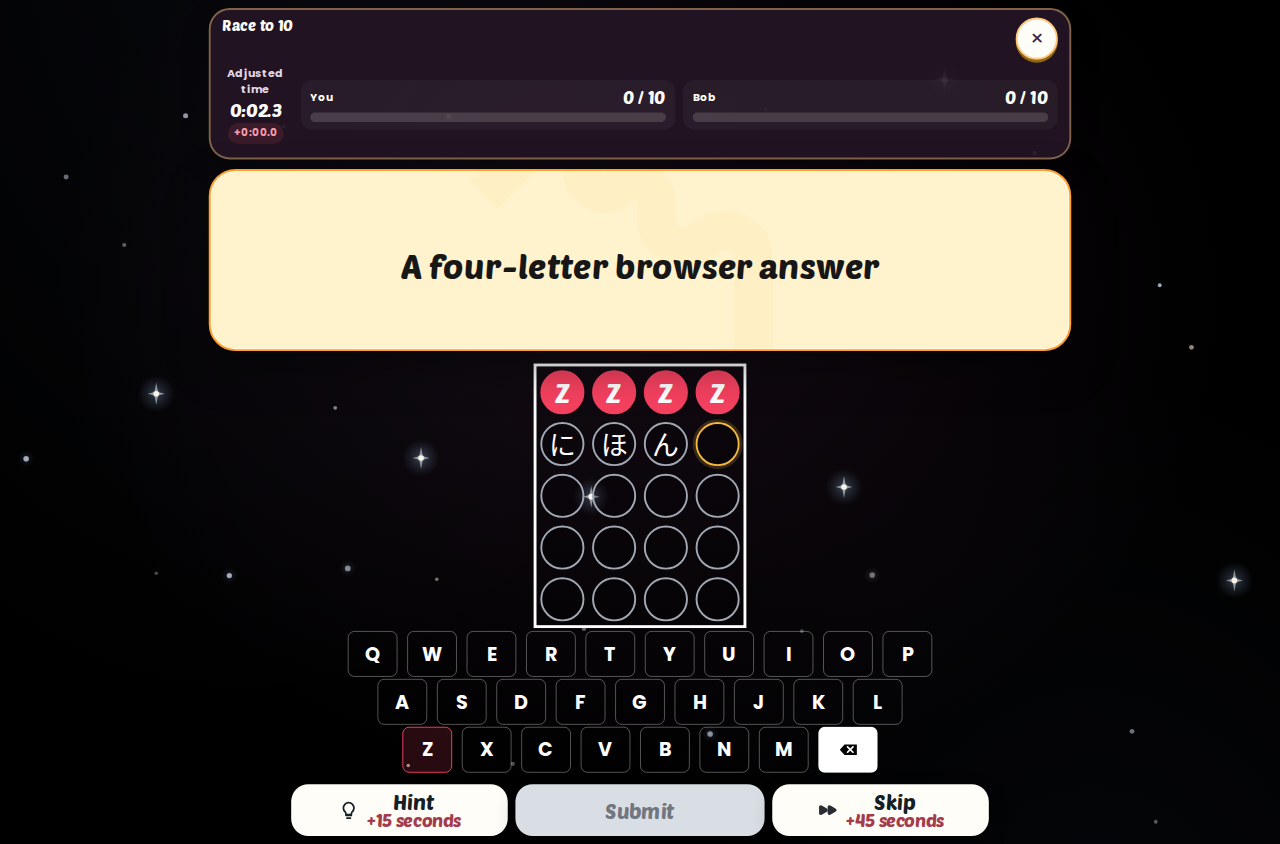 Race to 10
×
Adjusted time
0:02.3
+0:00.0
You 0 / 10
Bob 0 / 10
A four-letter browser answer
Z Z Z Z
に ほ ん
Q W E R T Y U I O P
A S D F G H J K L
Z X C V B N M
Hint
+15 seconds
Submit
Skip
+45 seconds